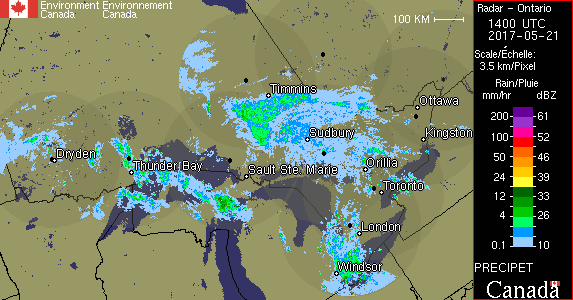 Environment Environnement
Canada Canada
100 KM
Timmins
Ottawa
Sudbury
Kingston
Dryden
Thunder Bay
Sault Ste. Marie
Orillia
Toronto
London
Windsor
Radar - Ontario
1400 UTC
2017-05-21
Scale/Échelle:
3.5 km/Pixel
Rain/Pluie
mm/hr dBZ
200 61
100 52
50 46
24 39
12 33
4 26
0.1 10
PRECIPET
Canada